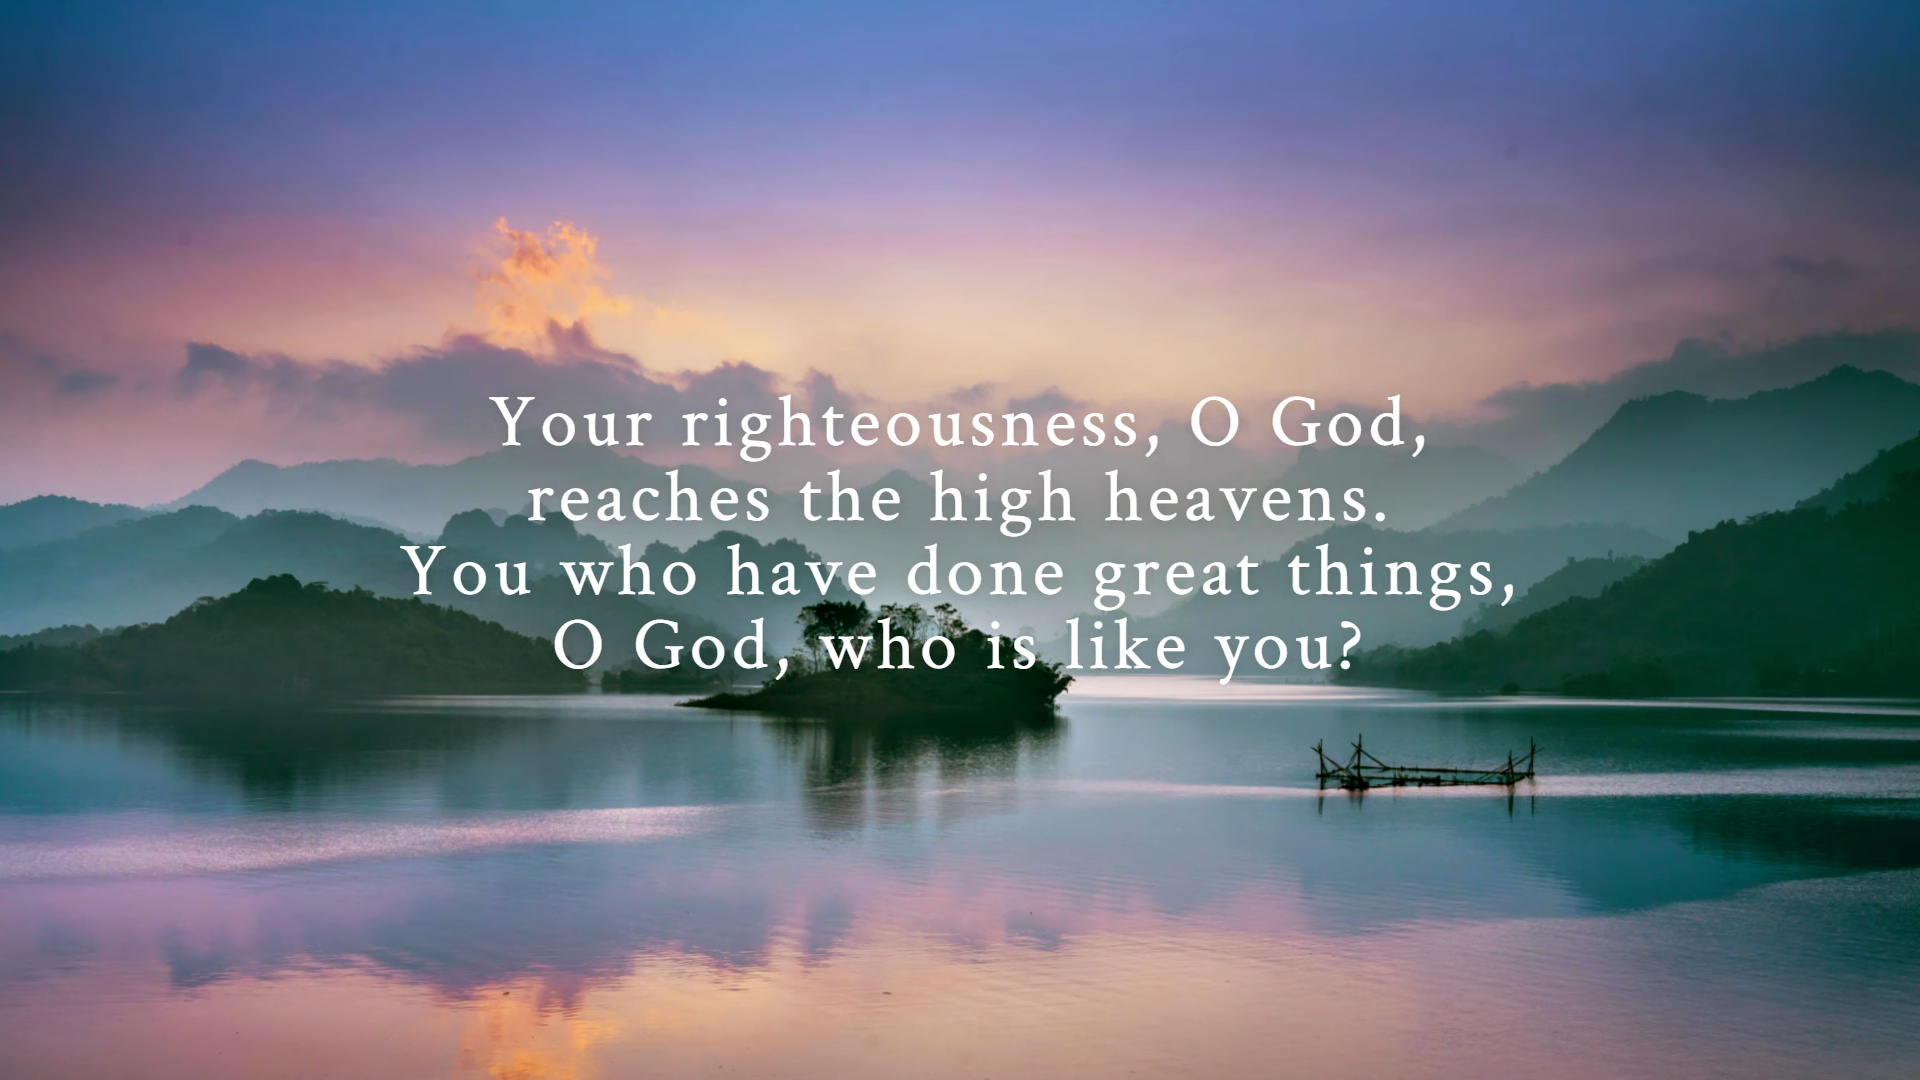 Your righteousness, O God,
reaches the high heavens.
You who have done great things,
O God, who is like you?